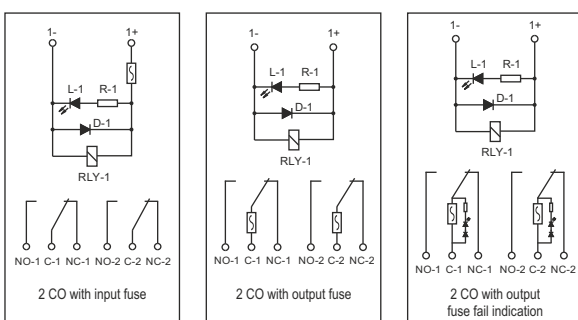 1- 1+
L-1 R-1
D-1
RLY-1
NO-1 C-1 NC-1 NO-2 C-2 NC-2
2 CO with input fuse
1- 1+
L-1 R-1
D-1
RLY-1
NO-1 C-1 NC-1 NO-2 C-2 NC-2
2 CO with output fuse
1- 1+
L-1 R-1
D-1
RLY-1
NO-1 C-1 NC-1 NO-2 C-2 NC-2
2 CO with output
fuse fail indication